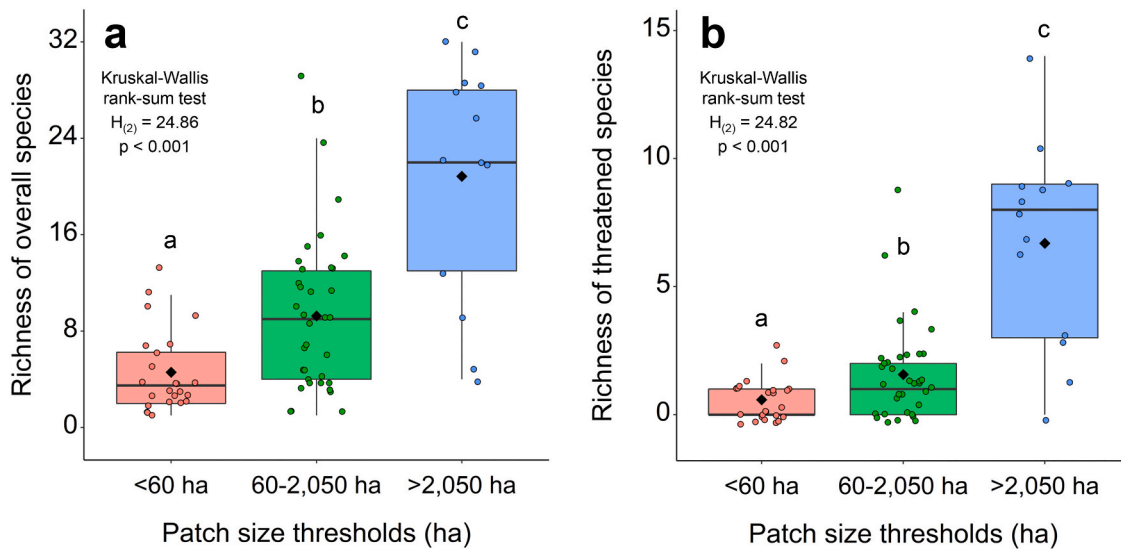 a
Kruskal-Wallis
rank-sum test
H(2) = 24.86
p < 0.001
Richness of overall species
32
24
16
8
0
a
b
c
<60 ha
60-2,050 ha
>2,050 ha
Patch size thresholds (ha)
b
Kruskal-Wallis
rank-sum test
H(2) = 24.82
p < 0.001
Richness of threatened species
15
10
5
0
a
b
c
<60 ha
60-2,050 ha
>2,050 ha
Patch size thresholds (ha)